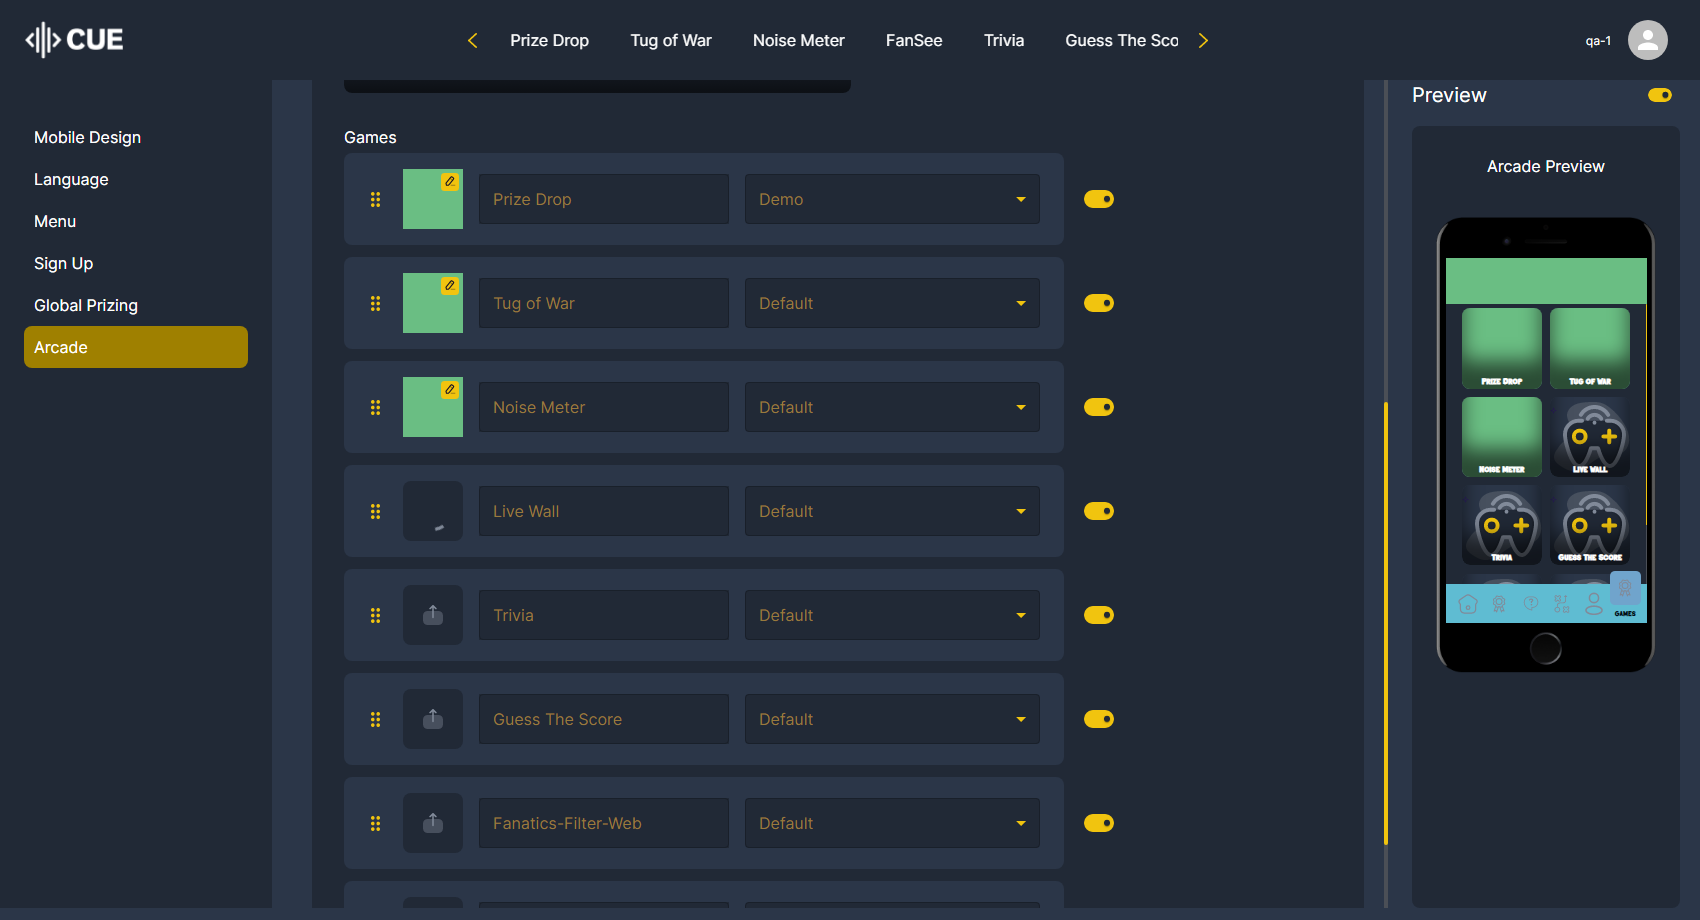 CUE
Prize Drop
Tug of War
Noise Meter
FanSee
Trivia
Guess The Sco
qa-1
Mobile Design
Language
Menu
Sign Up
Global Prizing
Arcade
Games
Prize Drop
Demo
Tug of War
Default
Noise Meter
Default
Live Wall
Default
Trivia
Default
Guess The Score
Default
Fanatics-Filter-Web
Default
Preview
Arcade Preview
Prize Drop
Tug of War
Noise Meter
Live Wall
Trivia
Guess The Score
GAMES